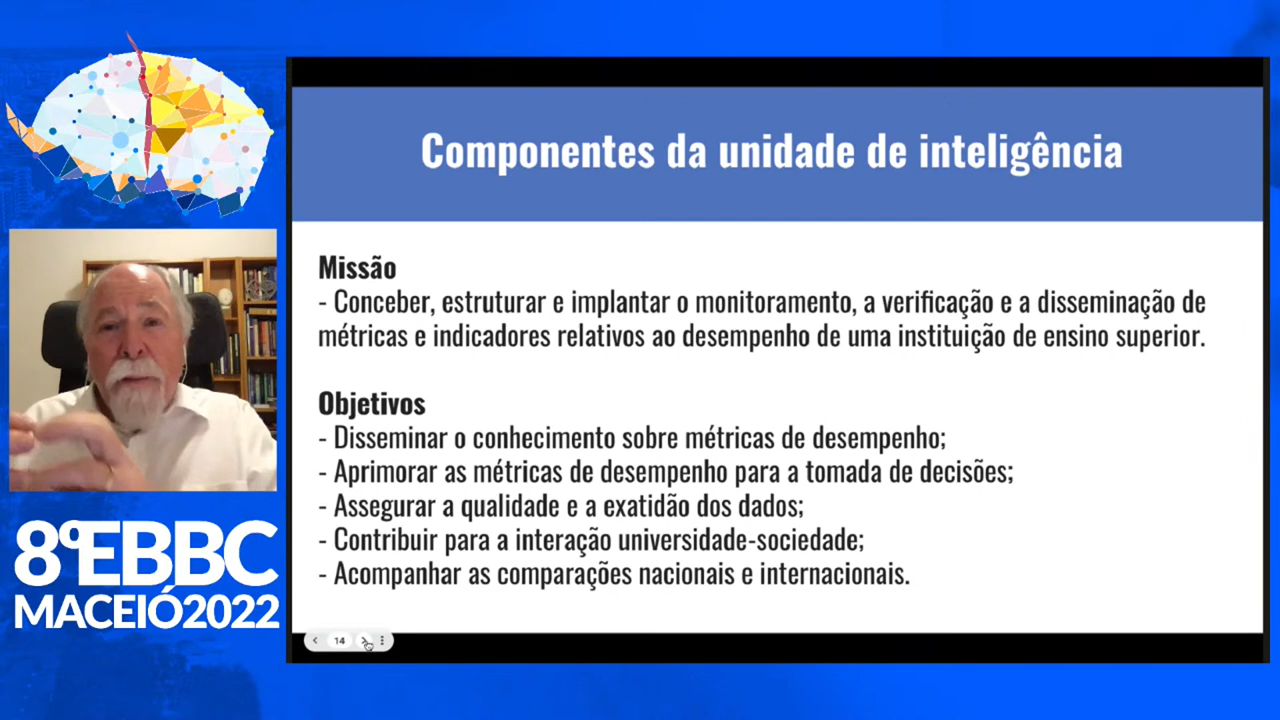 Componentes da unidade de inteligência
Missão
- Conceber, estruturar e implantar o monitoramento, a verificação e a disseminação de
métricas e indicadores relativos ao desempenho de uma instituição de ensino superior.
Objetivos
- Disseminar o conhecimento sobre métricas de desempenho;
- Aprimorar as métricas de desempenho para a tomada de decisões;
- Assegurar a qualidade e a exatidão dos dados;
- Contribuir para a interação universidade-sociedade;
- Acompanhar as comparações nacionais e internacionais.
14
8ºEBBC
MACEIÓ2022